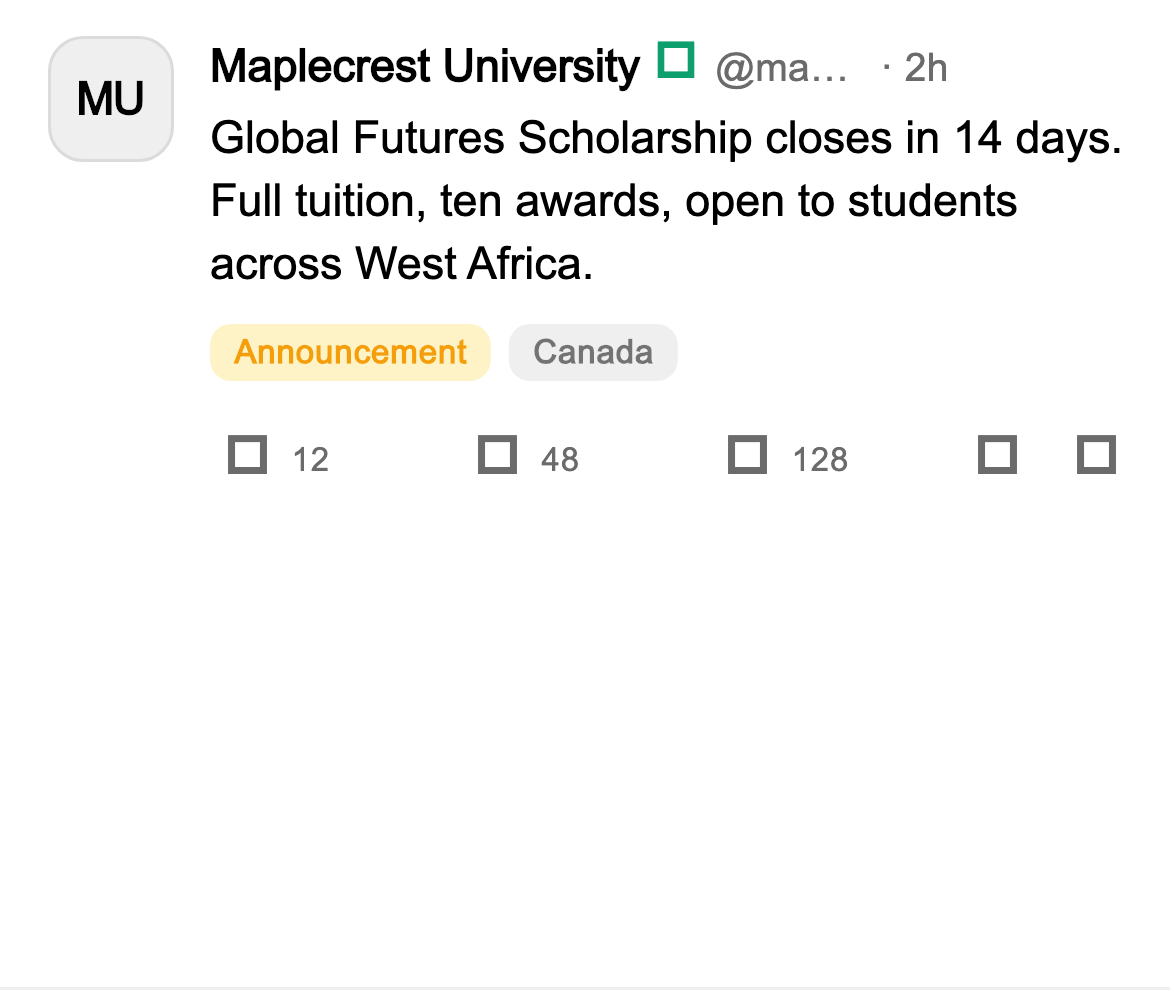 MU
Maplecrest University @ma... · 2h
Global Futures Scholarship closes in 14 days.
Full tuition, ten awards, open to students
across West Africa.
Announcement Canada
12 48 128